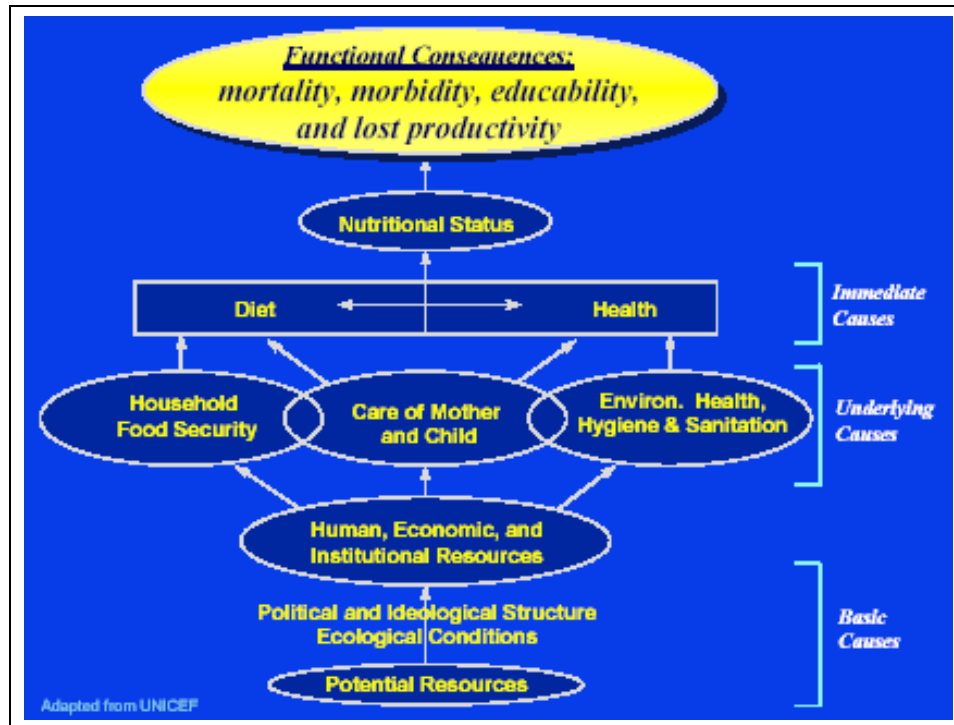 Functional Consequences:
mortality, morbidity, educability,
and lost productivity
Nutritional Status
Diet
Health
Immediate
Causes
Household
Food Security
Care of Mother
and Child
Environ. Health,
Hygiene & Sanitation
Underlying
Causes
Human, Economic, and
Institutional Resources
Political and Ideological Structure
Ecological Conditions
Potential Resources
Basic
Causes
Adapted from UNICEF